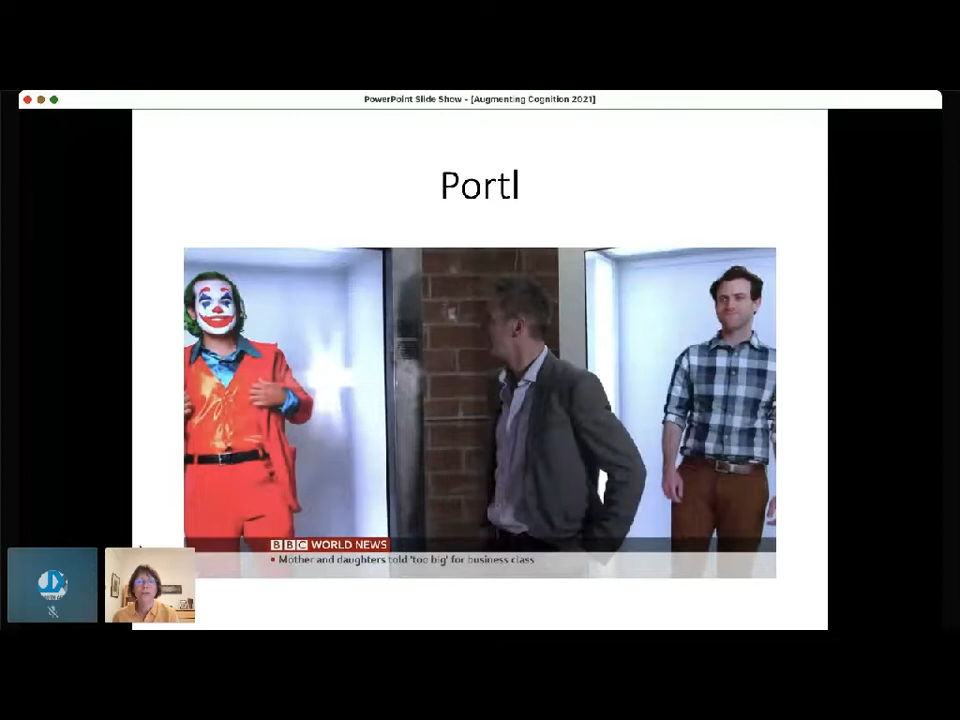 PowerPoint Slide Show - [Augmenting Cognition 2021]
Portl
BBC WORLD NEWS
Mother and daughters told 'too big' for business class